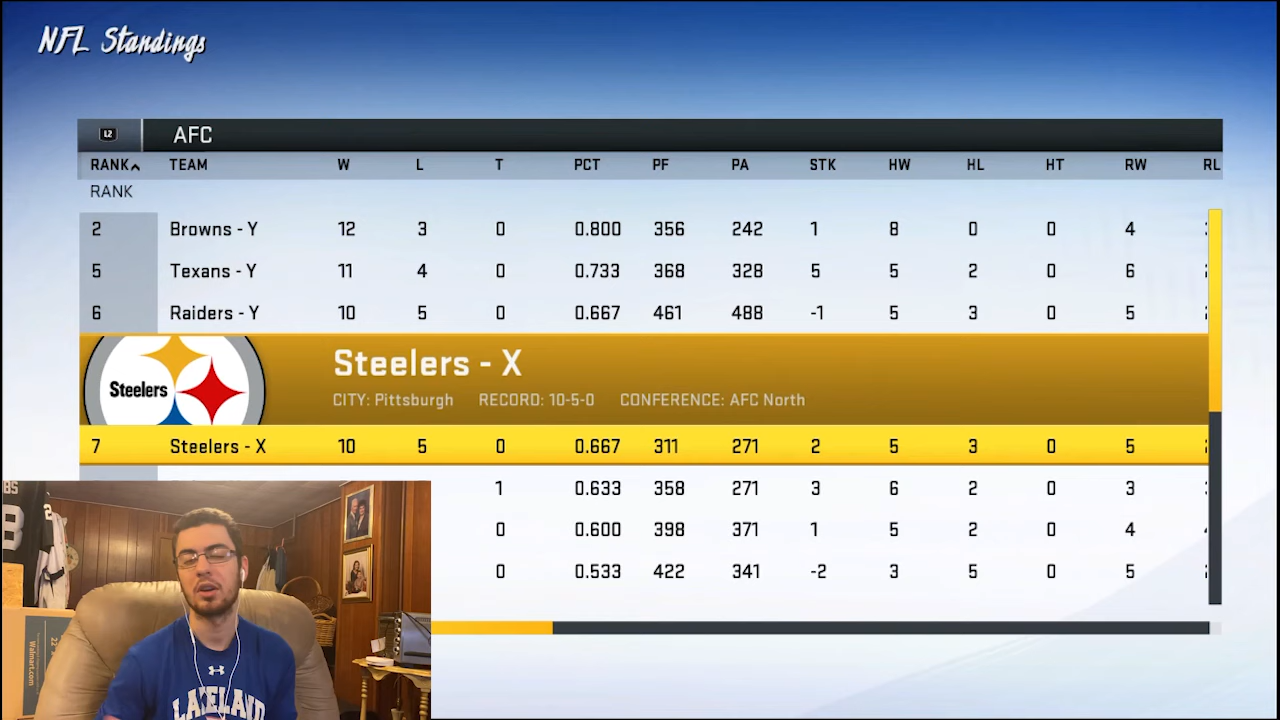 NFL Standings
L2 AFC
RANK TEAM W L T PCT PF PA STK HW HL HT RW RL
RANK
2 Browns - Y 12 3 0 0.800 356 242 1 8 0 0 4
5 Texans - Y 11 4 0 0.733 368 328 5 5 2 0 6
6 Raiders - Y 10 5 0 0.667 461 488 -1 5 3 0 5
Steelers
Steelers - X
CITY: Pittsburgh RECORD: 10-5-0 CONFERENCE: AFC North
7 Steelers - X 10 5 0 0.667 311 271 2 5 3 0 5
1 0.633 358 271 3 6 2 0 3
0 0.600 398 371 1 5 2 0 4
0 0.533 422 341 -2 3 5 0 5
Walmart.com
LAKELAND